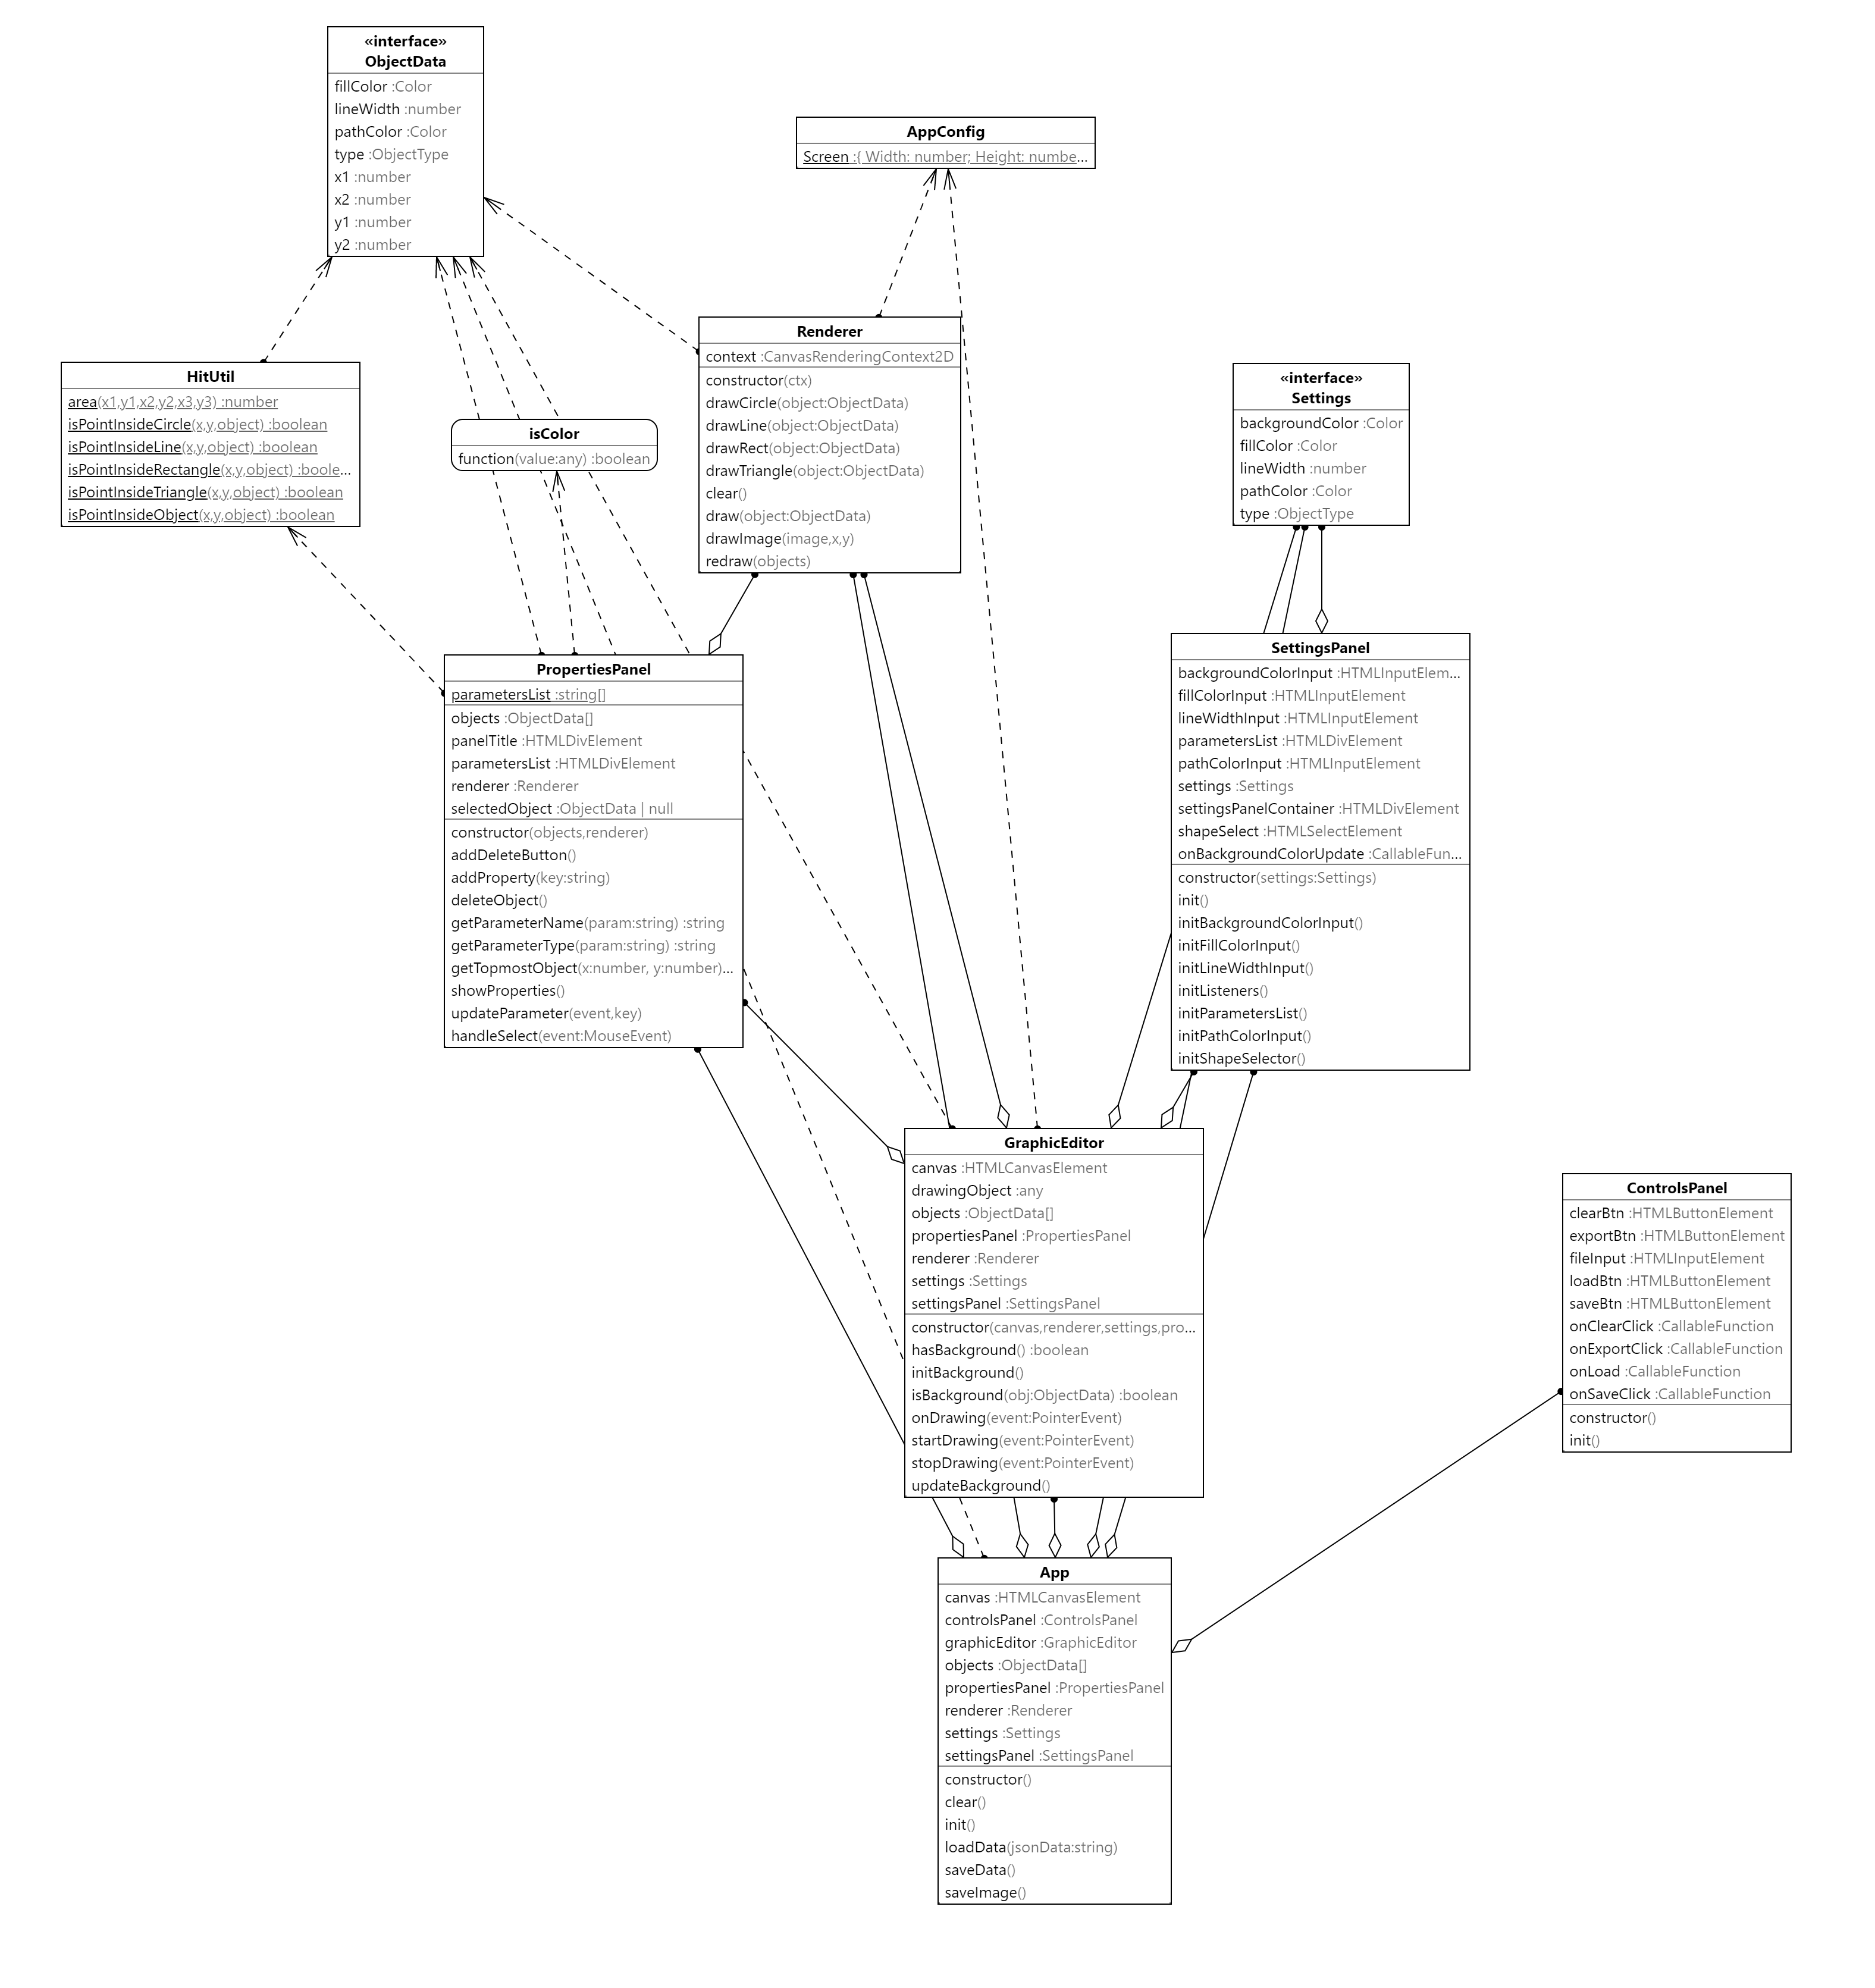 «interface»
ObjectData
fillColor :Color
lineWidth :number
pathColor :Color
type :ObjectType
x1 :number
x2 :number
y1 :number
y2 :number
AppConfig
Screen :{ Width: number; Height: numbe...
Renderer
context :CanvasRenderingContext2D
constructor(ctx)
drawCircle(object:ObjectData)
drawLine(object:ObjectData)
drawRect(object:ObjectData)
drawTriangle(object:ObjectData)
clear()
draw(object:ObjectData)
drawImage(image,x,y)
redraw(objects)
HitUtil
area(x1,y1,x2,y2,x3,y3) :number
isPointInsideCircle(x,y,object) :boolean
isPointInsideLine(x,y,object) :boolean
isPointInsideRectangle(x,y,object) :boole...
isPointInsideTriangle(x,y,object) :boolean
isPointInsideObject(x,y,object) :boolean
isColor
function(value:any) :boolean
«interface»
Settings
backgroundColor :Color
fillColor :Color
lineWidth :number
pathColor :Color
type :ObjectType
PropertiesPanel
parametersList :string[]
objects :ObjectData[]
panelTitle :HTMLDivElement
parametersList :HTMLDivElement
renderer :Renderer
selectedObject :ObjectData | null
constructor(objects,renderer)
addDeleteButton()
addProperty(key:string)
deleteObject()
getParameterName(param:string) :string
getParameterType(param:string) :string
getTopmostObject(x:number, y:number)...
showProperties()
updateParameter(event,key)
handleSelect(event:MouseEvent)
SettingsPanel
backgroundColorInput :HTMLInputElem...
fillColorInput :HTMLInputElement
lineWidthInput :HTMLInputElement
parametersList :HTMLDivElement
pathColorInput :HTMLInputElement
settings :Settings
settingsPanelContainer :HTMLDivElement
shapeSelect :HTMLSelectElement
onBackgroundColorUpdate :CallableFun...
constructor(settings:Settings)
init()
initBackgroundColorInput()
initFillColorInput()
initLineWidthInput()
initListeners()
initParametersList()
initPathColorInput()
initShapeSelector()
GraphicEditor
canvas :HTMLCanvasElement
drawingObject :any
objects :ObjectData[]
propertiesPanel :PropertiesPanel
renderer :Renderer
settings :Settings
settingsPanel :SettingsPanel
constructor(canvas,renderer,settings,pro...
hasBackground() :boolean
initBackground()
isBackground(obj:ObjectData) :boolean
onDrawing(event:PointerEvent)
startDrawing(event:PointerEvent)
stopDrawing(event:PointerEvent)
updateBackground()
ControlsPanel
clearBtn :HTMLButtonElement
exportBtn :HTMLButtonElement
fileInput :HTMLInputElement
loadBtn :HTMLButtonElement
saveBtn :HTMLButtonElement
onClearClick :CallableFunction
onExportClick :CallableFunction
onLoad :CallableFunction
onSaveClick :CallableFunction
constructor()
init()
App
canvas :HTMLCanvasElement
controlsPanel :ControlsPanel
graphicEditor :GraphicEditor
objects :ObjectData[]
propertiesPanel :PropertiesPanel
renderer :Renderer
settings :Settings
settingsPanel :SettingsPanel
constructor()
clear()
init()
loadData(jsonData:string)
saveData()
saveImage()